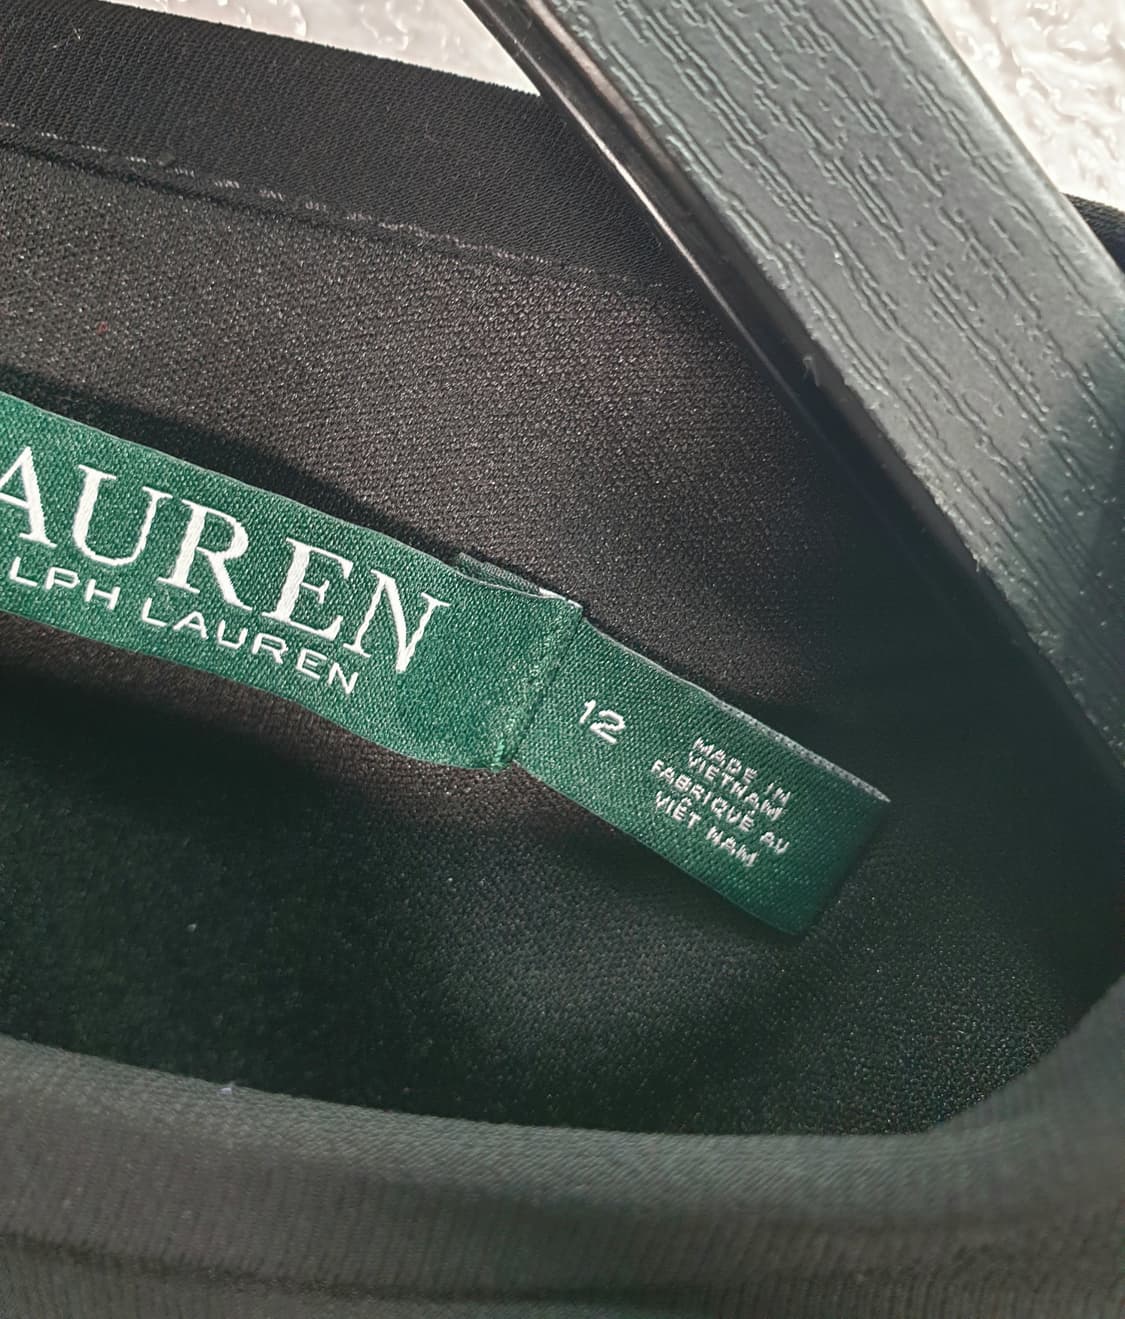 AUREN
LPH LAUREN
12
MADE IN
VIETNAM
FABRIQUÉ AU
VIÊT NAM